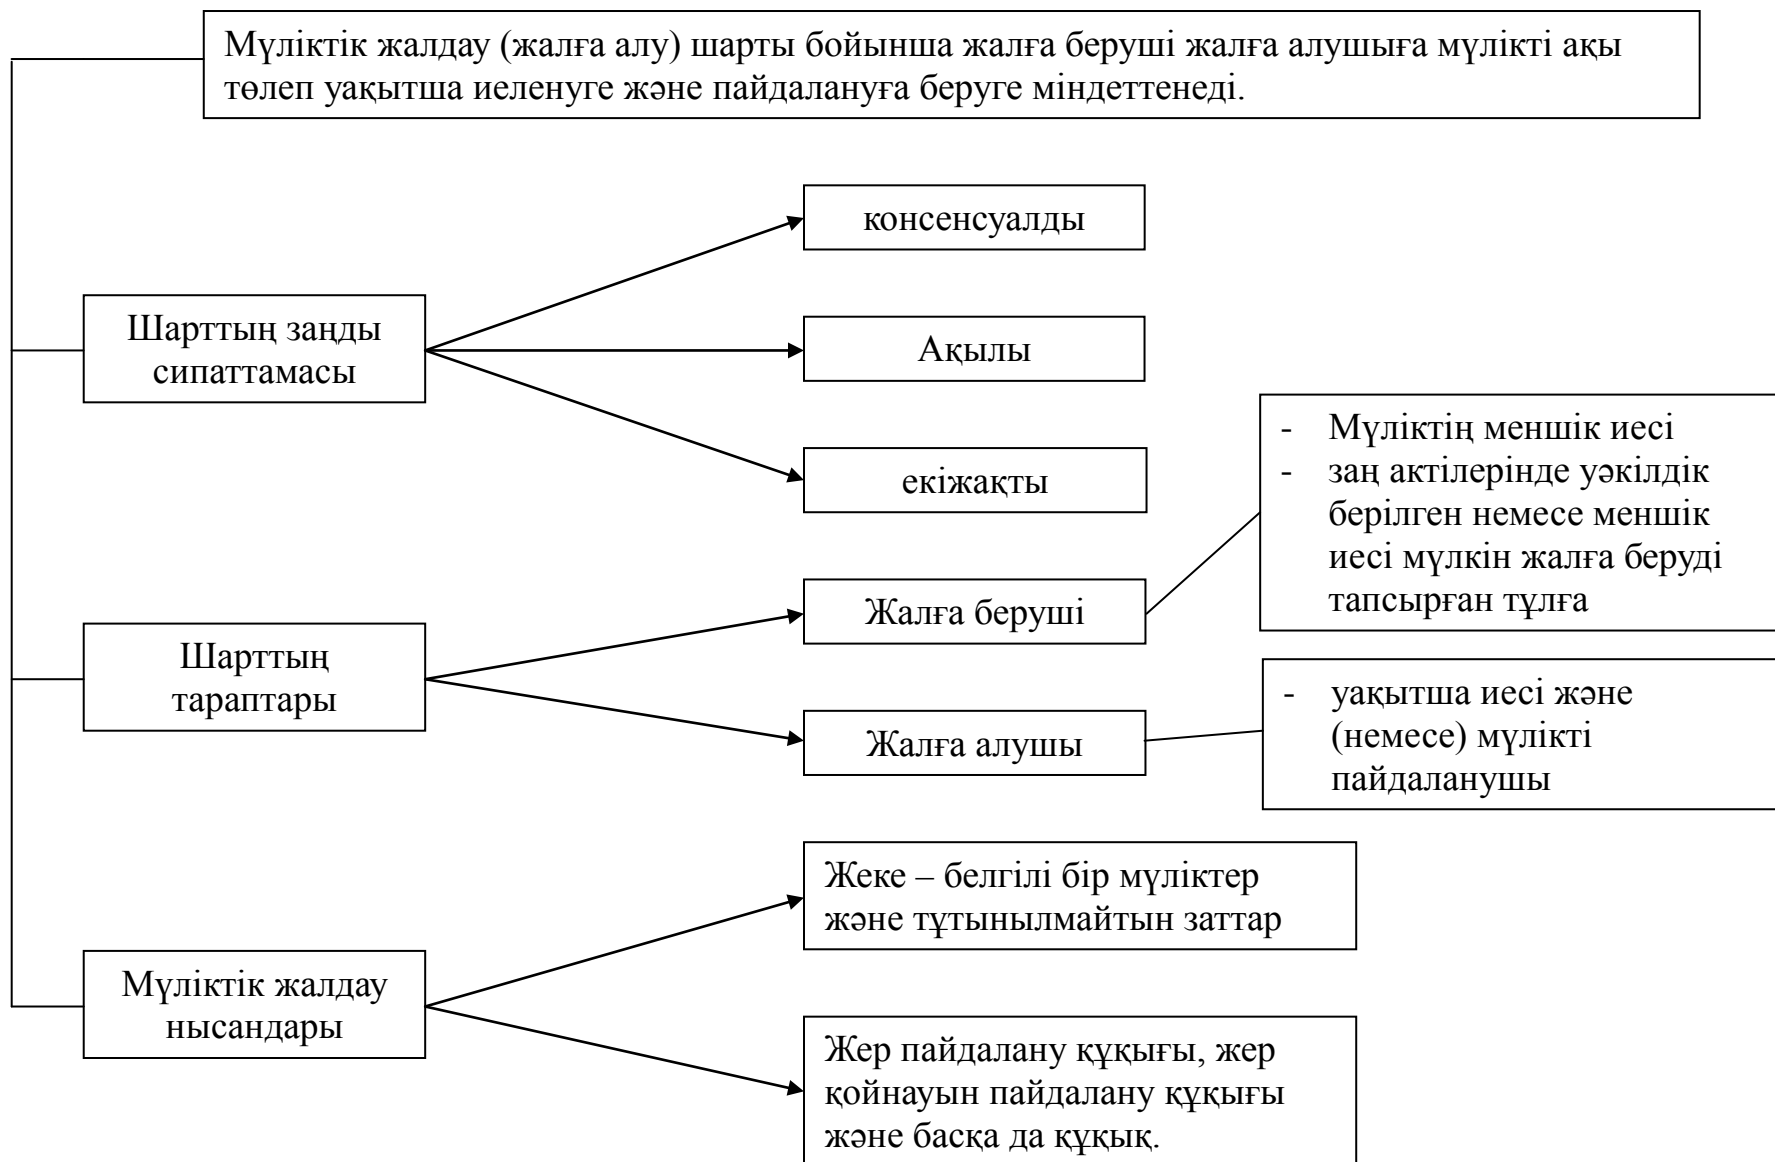 Мүліктік жалдау (жалға алу) шарты бойынша жалға беруші жалға алушыға мүлікті ақы
төлеп уақытша иеленуге және пайдалануға беруге міндеттенеді.
консенсуалды
Шарттың заңды
сипаттамасы
Ақылы
екіжақты
- Мүліктің меншік иесі
- заң актілерінде уәкілдік
берілген немесе меншік
иесі мүлкін жалға беруді
тапсырған тұлға
Шарттың
тараптары
Жалға беруші
Жалға алушы
- уақытша иесі және
(немесе) мүлікті
пайдаланушы
Мүліктік жалдау
нысандары
Жеке – белгілі бір мүліктер
және тұтынылмайтын заттар
Жер пайдалану құқығы, жер
қойнауын пайдалану құқығы
және басқа да құқық.